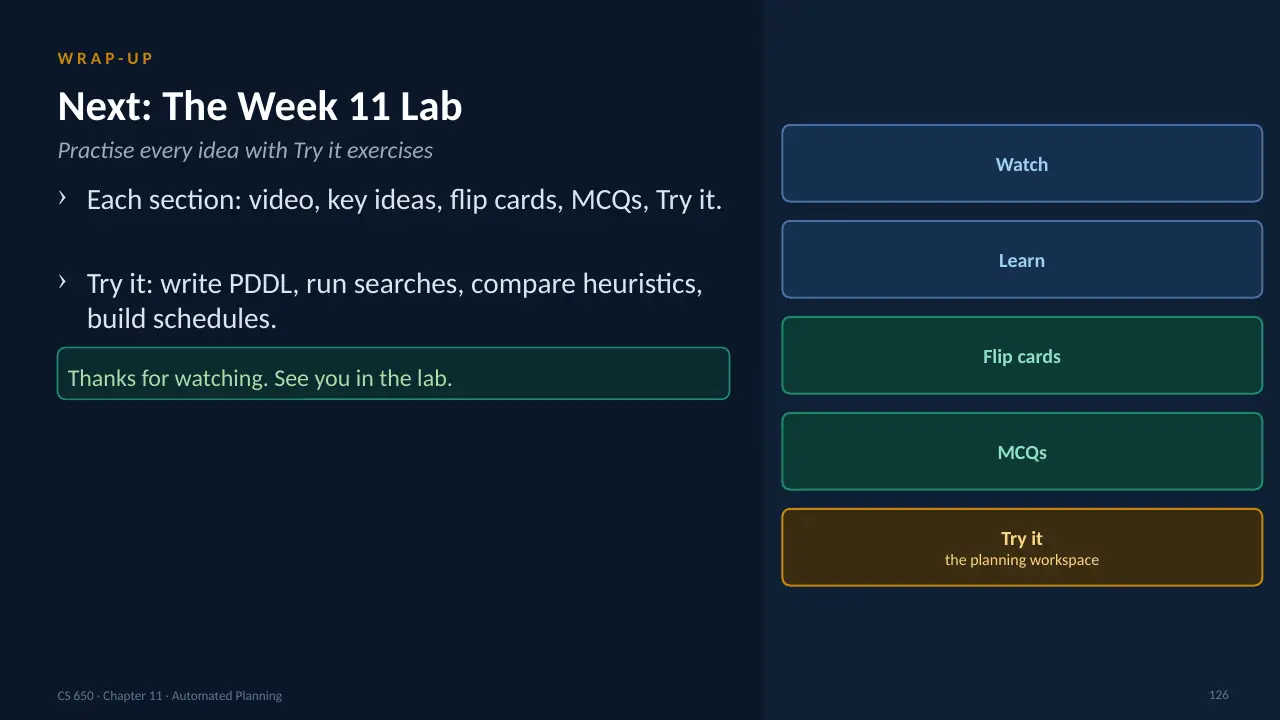 WRAP-UP
Next: The Week 11 Lab
Practise every idea with Try it exercises
› Each section: video, key ideas, flip cards, MCQs, Try it.
› Try it: write PDDL, run searches, compare heuristics,
build schedules.
Thanks for watching. See you in the lab.
Watch
Learn
Flip cards
MCQs
Try it
the planning workspace
CS 650 · Chapter 11 · Automated Planning
126